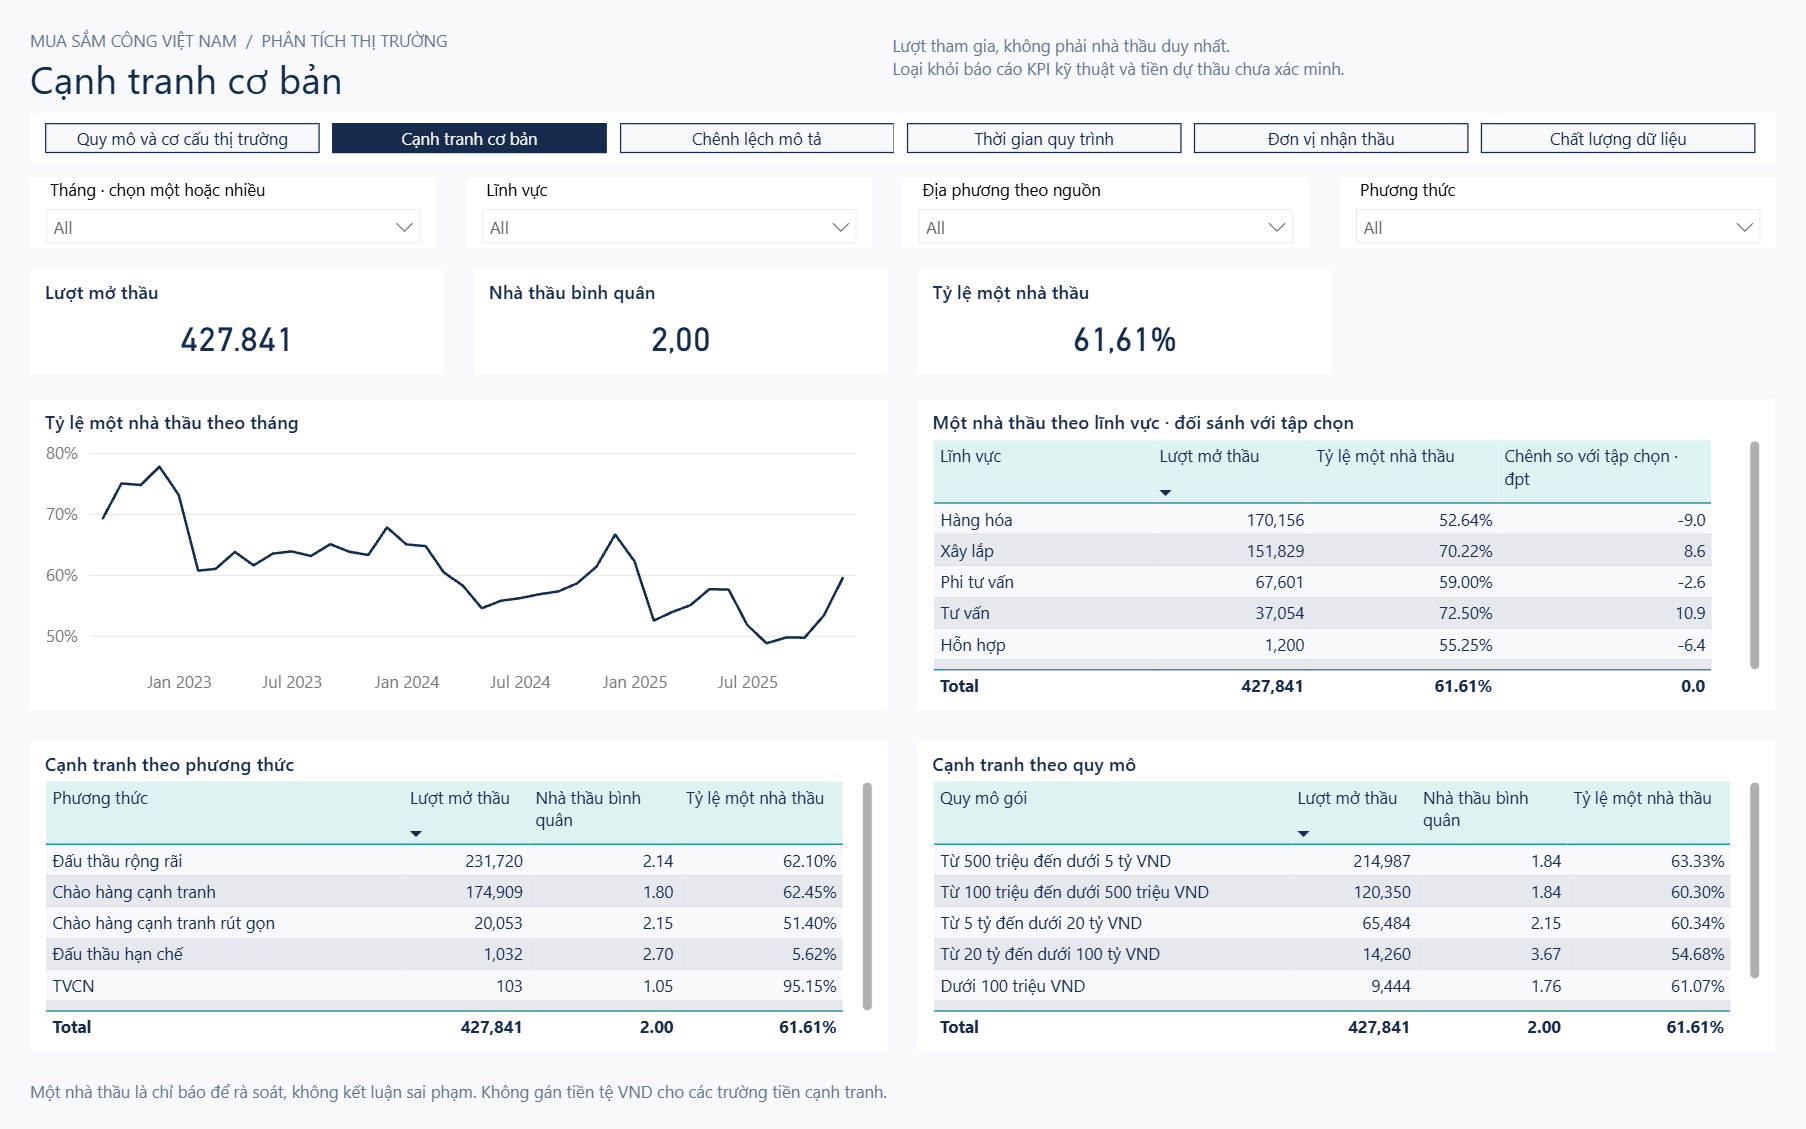 MUA SẮM CÔNG VIỆT NAM / PHÂN TÍCH THỊ TRƯỜNG
Cạnh tranh cơ bản
Lượt tham gia, không phải nhà thầu duy nhất.
Loại khỏi báo cáo KPI kỹ thuật và tiền dự thầu chưa xác minh.
Quy mô và cơ cấu thị trường
Cạnh tranh cơ bản
Chênh lệch mô tả
Thời gian quy trình
Đơn vị nhận thầu
Chất lượng dữ liệu
Tháng · chọn một hoặc nhiều
All
Lĩnh vực
All
Địa phương theo nguồn
All
Phương thức
All
Lượt mở thầu
427.841
Nhà thầu bình quân
2,00
Tỷ lệ một nhà thầu
61,61%
Tỷ lệ một nhà thầu theo tháng
80%
70%
60%
50%
Jan 2023 Jul 2023 Jan 2024 Jul 2024 Jan 2025 Jul 2025
Một nhà thầu theo lĩnh vực · đối sánh với tập chọn
Lĩnh vực Lượt mở thầu Tỷ lệ một nhà thầu Chênh so với tập chọn ·
đpt
Hàng hóa 170,156 52.64% -9.0
Xây lắp 151,829 70.22% 8.6
Phi tư vấn 67,601 59.00% -2.6
Tư vấn 37,054 72.50% 10.9
Hỗn hợp 1,200 55.25% -6.4
Total 427,841 61.61% 0.0
Cạnh tranh theo phương thức
Phương thức Lượt mở thầu Nhà thầu bình Tỷ lệ một nhà thầu
quân
Đấu thầu rộng rãi 231,720 2.14 62.10%
Chào hàng cạnh tranh 174,909 1.80 62.45%
Chào hàng cạnh tranh rút gọn 20,053 2.15 51.40%
Đấu thầu hạn chế 1,032 2.70 5.62%
TVCN 103 1.05 95.15%
Total 427,841 2.00 61.61%
Cạnh tranh theo quy mô
Quy mô gói Lượt mở thầu Nhà thầu bình Tỷ lệ một nhà thầu
quân
Từ 500 triệu đến dưới 5 tỷ VND 214,987 1.84 63.33%
Từ 100 triệu đến dưới 500 triệu VND 120,350 1.84 60.30%
Từ 5 tỷ đến dưới 20 tỷ VND 65,484 2.15 60.34%
Từ 20 tỷ đến dưới 100 tỷ VND 14,260 3.67 54.68%
Dưới 100 triệu VND 9,444 1.76 61.07%
Total 427,841 2.00 61.61%
Một nhà thầu là chỉ báo để rà soát, không kết luận sai phạm. Không gán tiền tệ VND cho các trường tiền cạnh tranh.